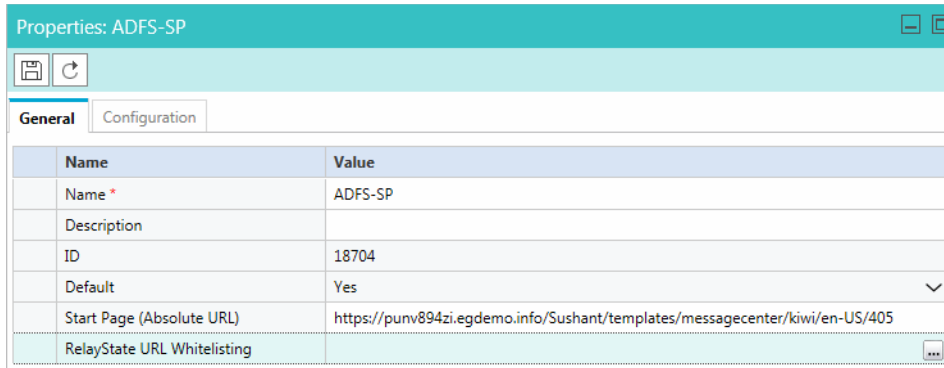 Properties: ADFS-SP
General Configuration
Name Value
Name * ADFS-SP
Description
ID 18704
Default Yes
Start Page (Absolute URL) https://punv894zi.egdemo.info/Sushant/templates/messagecenter/kiwi/en-US/405
RelayState URL Whitelisting ...